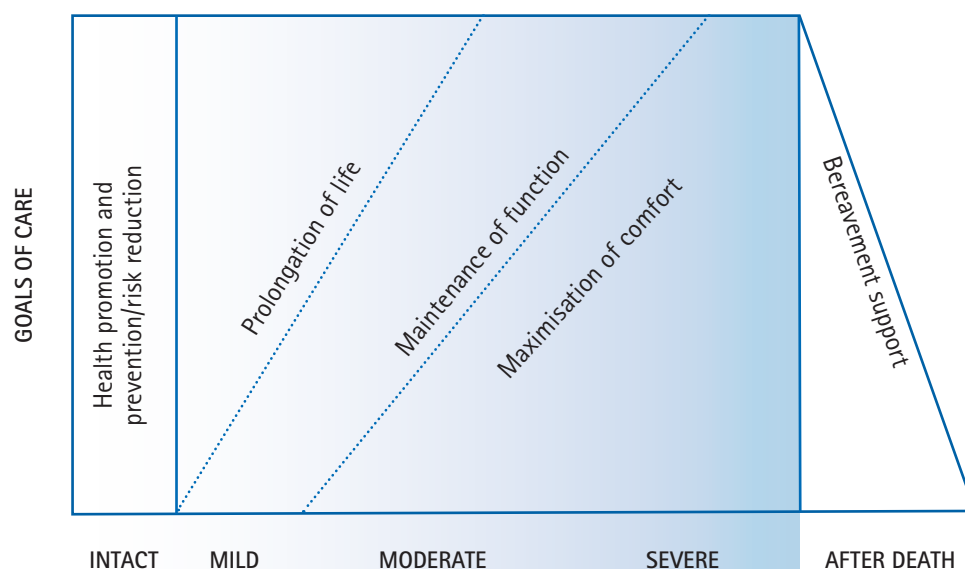 GOALS OF CARE
Health promotion and
prevention/risk reduction
Prolongation of life
Maintenance of function
Maximisation of comfort
Bereavement support
INTACT
MILD
MODERATE
SEVERE
AFTER DEATH